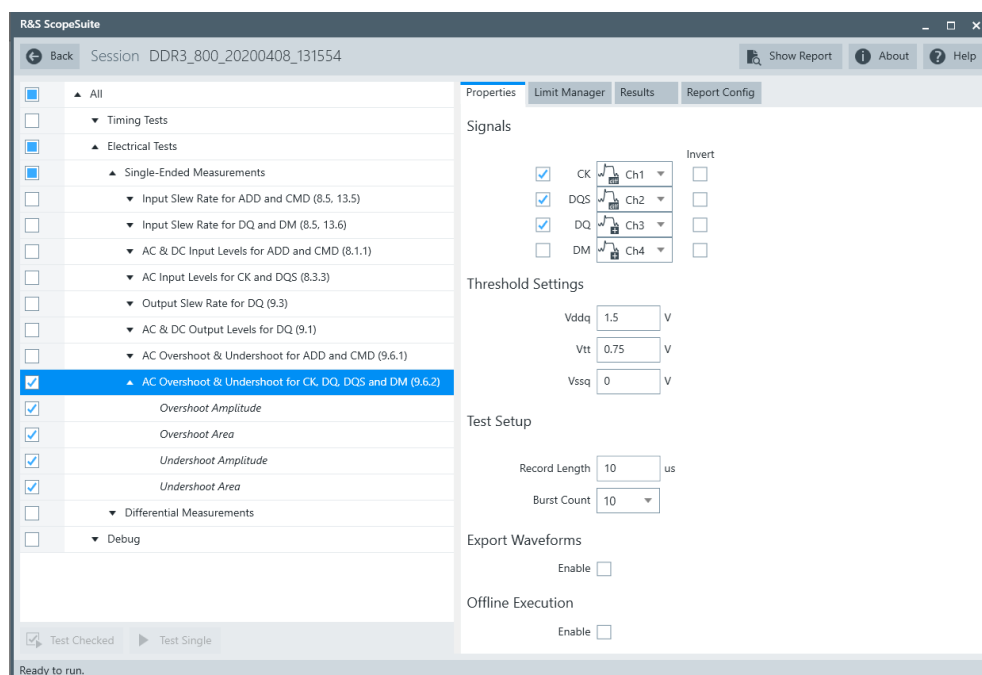 R&S ScopeSuite
Back Session DDR3_800_20200408_131554 Show Report About Help
All
Timing Tests
Electrical Tests
Single-Ended Measurements
Input Slew Rate for ADD and CMD (8.5, 13.5)
Input Slew Rate for DQ and DM (8.5, 13.6)
AC & DC Input Levels for ADD and CMD (8.1.1)
AC Input Levels for CK and DQS (8.3.3)
Output Slew Rate for DQ (9.3)
AC & DC Output Levels for DQ (9.1)
AC Overshoot & Undershoot for ADD and CMD (9.6.1)
AC Overshoot & Undershoot for CK, DQ, DQS and DM (9.6.2)
Overshoot Amplitude
Overshoot Area
Undershoot Amplitude
Undershoot Area
Differential Measurements
Debug
Test Checked Test Single
Properties Limit Manager Results Report Config
Signals
Invert
CK Ch1
DQS Ch2
DQ Ch3
DM Ch4
Threshold Settings
Vddq 1.5 V
Vtt 0.75 V
Vssq 0 V
Test Setup
Record Length 10 us
Burst Count 10
Export Waveforms
Enable
Offline Execution
Enable
Ready to run.